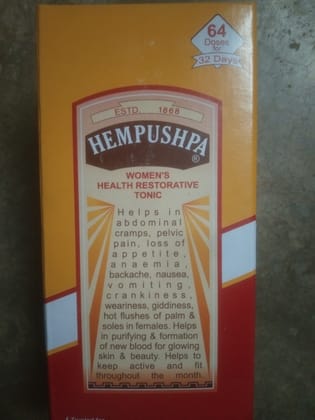 64
Doses
for
32 Days
ESTD. 1868
HEMPUSHPA
®
WOMEN'S
HEALTH RESTORATIVE
TONIC
Helps in
abdominal
cramps, pelvic
pain, loss of
appetite,
anaemia,
backache, nausea,
vomiting,
crankiness,
weariness, giddiness,
hot flushes of palm &
soles in females. Helps
in purifying & formation
of new blood for glowing
skin & beauty. Helps to
keep active and fit
throughout the month.